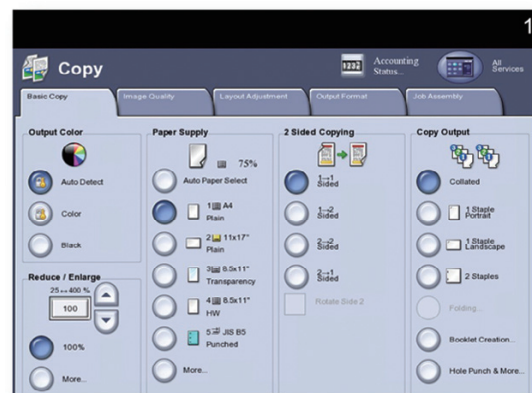 1
Copy
Accounting
Status...
All
Services
Basic Copy
Image Quality
Layout Adjustment
Output Format
Job Assembly
Output Color
Auto Detect
Color
Black
Reduce / Enlarge
25↔400 %
100
100%
More...
Paper Supply
75%
Auto Paper Select
1 A4
Plain
2 11x17"
Plain
3 8.5x11"
Transparency
4 8.5x11"
HW
5 JIS B5
Punched
More...
2 Sided Copying
1→1
Sided
1→2
Sided
2→2
Sided
2→1
Sided
Rotate Side 2
Copy Output
Collated
1 Staple
Portrait
1 Staple
Landscape
2 Staples
Folding...
Booklet Creation...
Hole Punch & More...